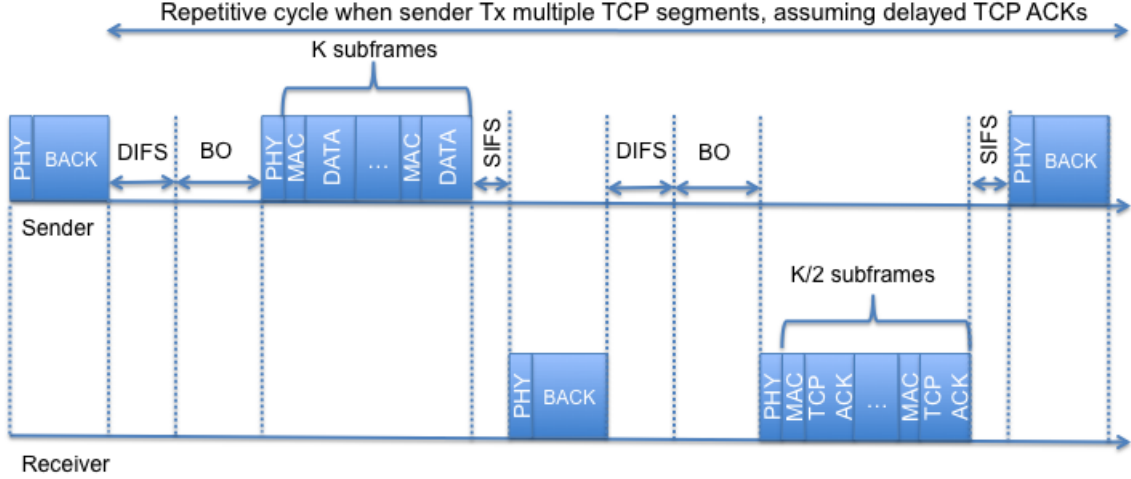 Repetitive cycle when sender Tx multiple TCP segments, assuming delayed TCP ACKs
K subframes
PHY BACK DIFS BO PHY MAC DATA ... MAC DATA SIFS DIFS BO SIFS PHY BACK
Sender
K/2 subframes
PHY BACK PHY MAC TCP ACK ... MAC TCP ACK
Receiver